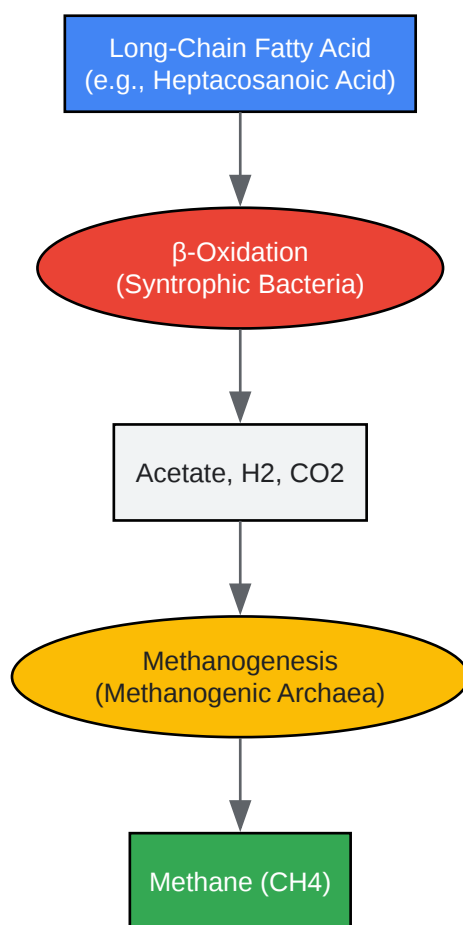 Long-Chain Fatty Acid
(e.g., Heptacosanoic Acid)
β-Oxidation
(Syntrophic Bacteria)
Acetate, H2, CO2
Methanogenesis
(Methanogenic Archaea)
Methane (CH4)